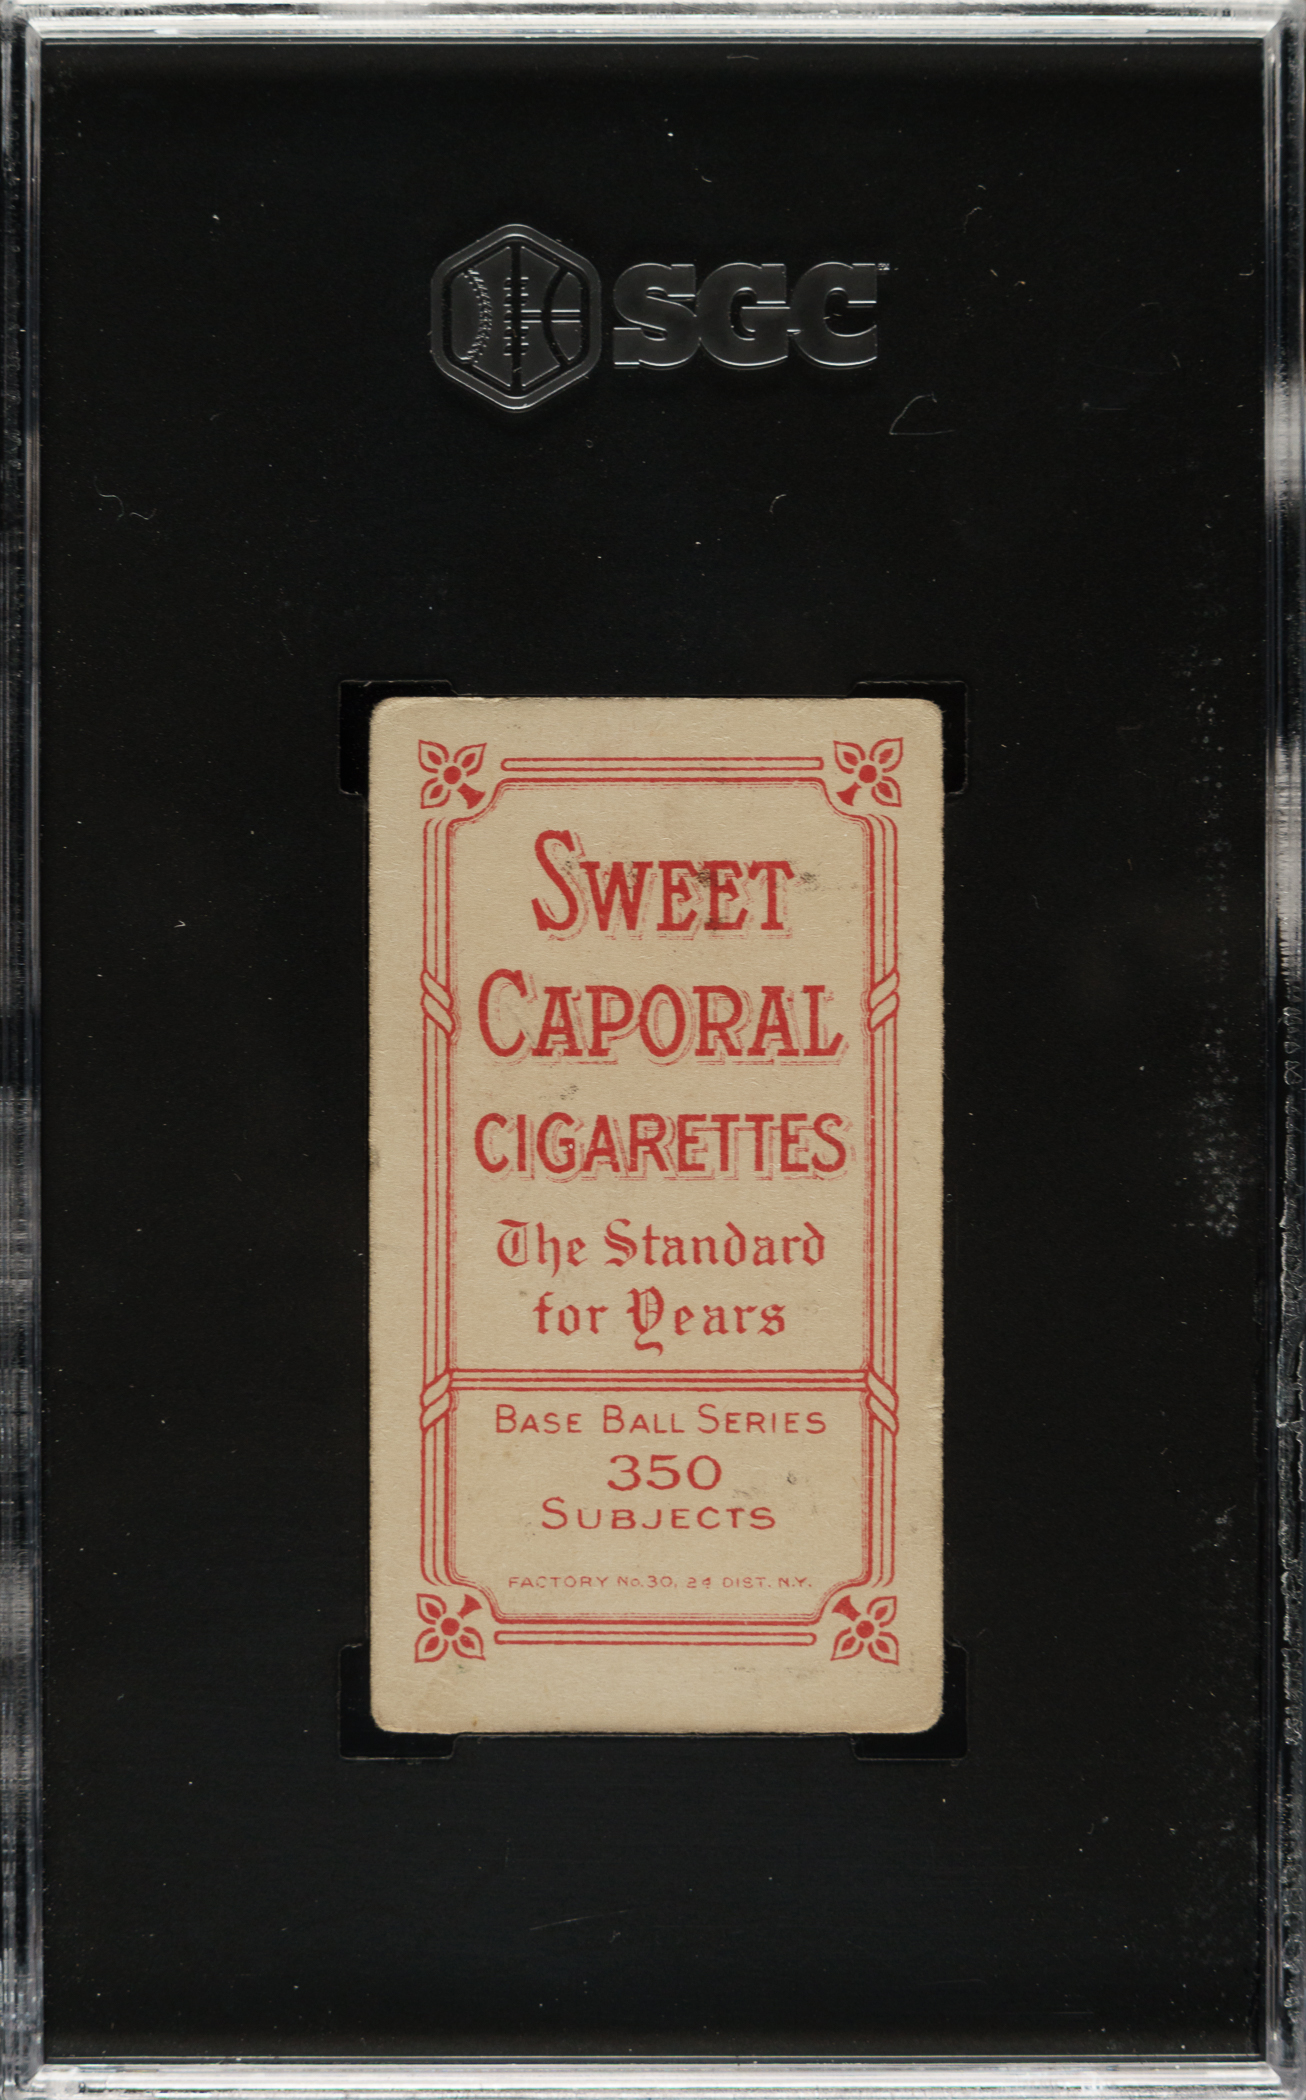 SGC
SWEET
CAPORAL
CIGARETTES
The Standard
for Years
BASE BALL SERIES
350
SUBJECTS
FACTORY No. 30, 2d DIST. N.Y.